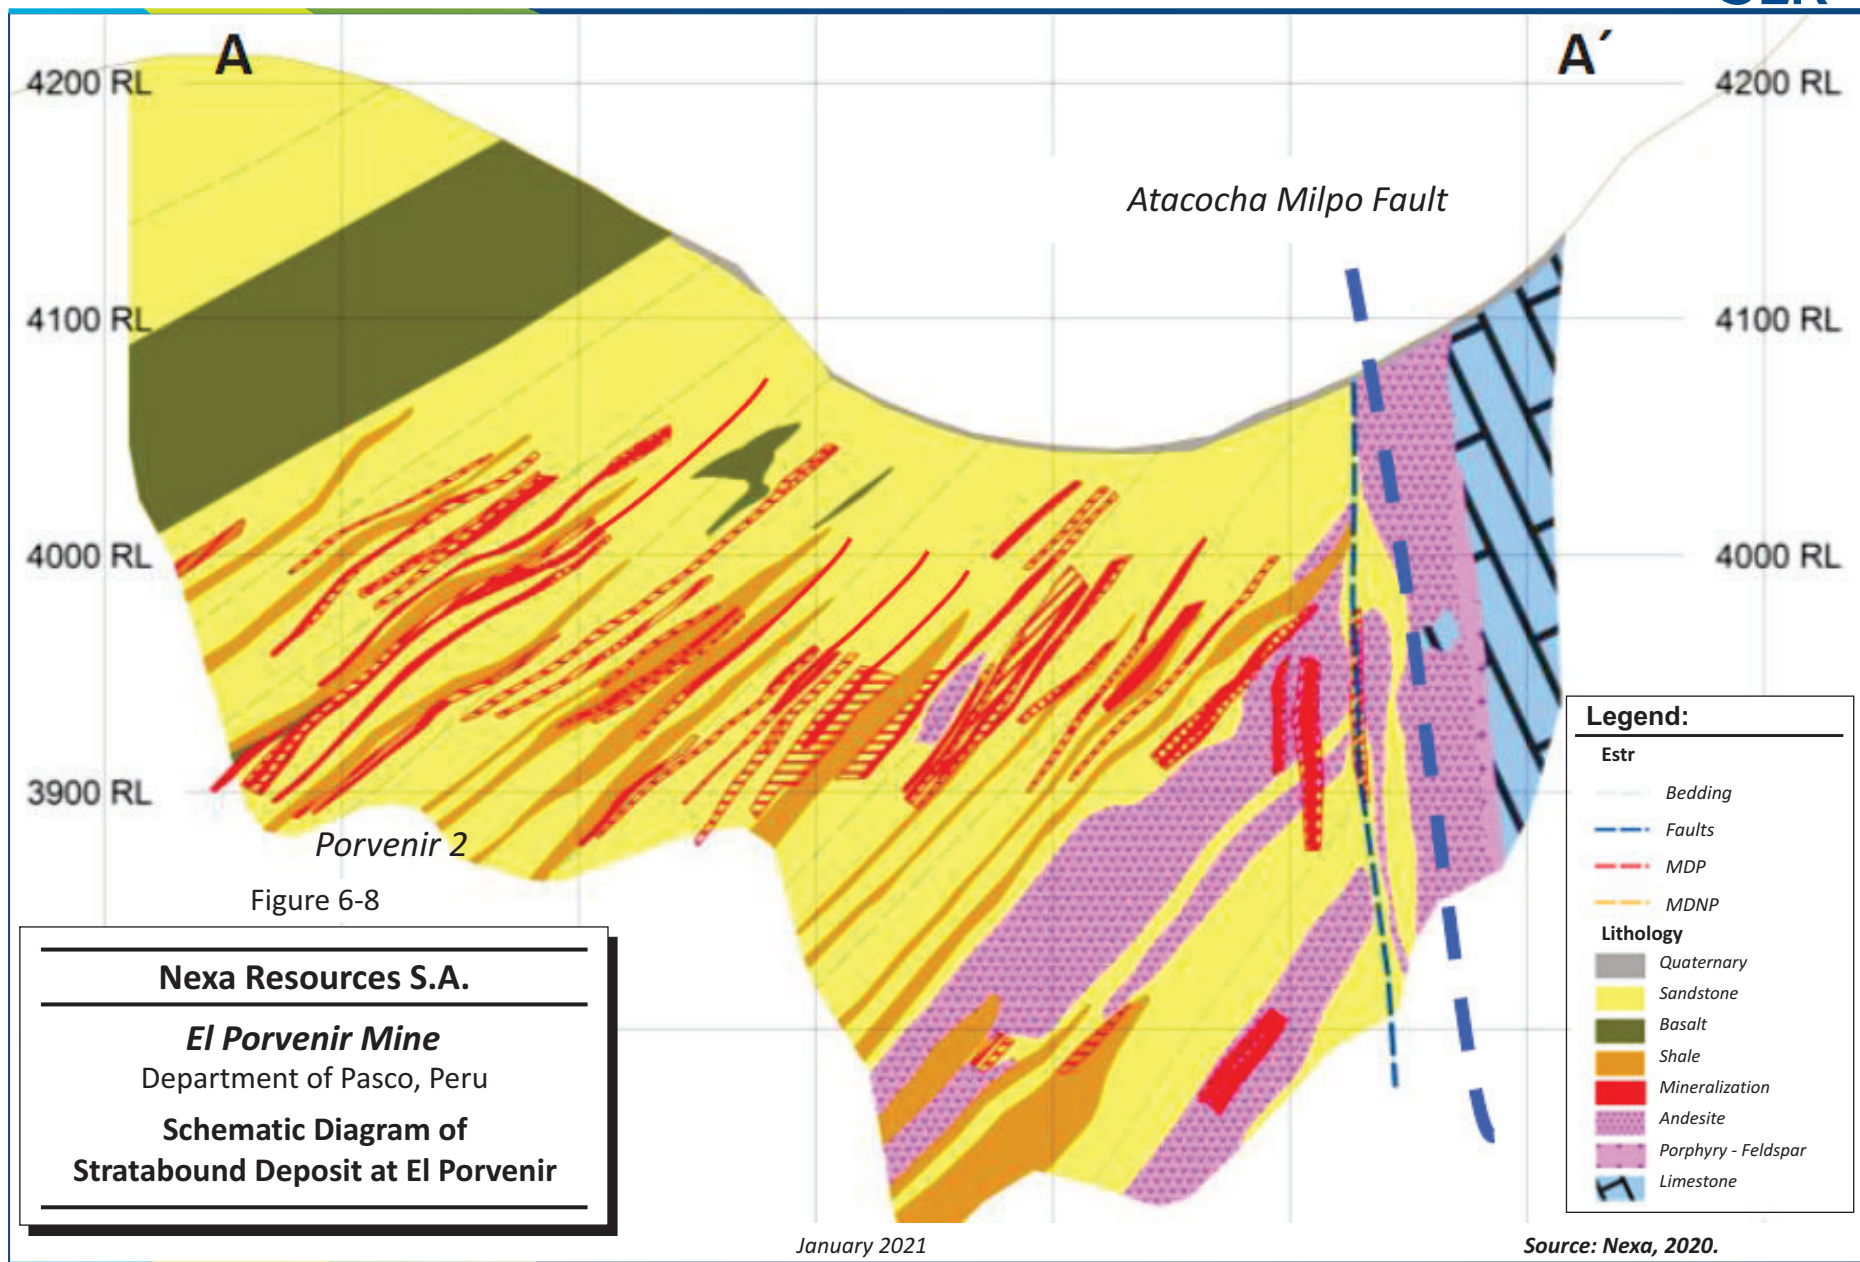 A
A´
4200 RL
4200 RL
Atacocha Milpo Fault
4100 RL
4100 RL
4000 RL
4000 RL
3900 RL
Porvenir 2
Figure 6-8
Nexa Resources S.A.
El Porvenir Mine
Department of Pasco, Peru
Schematic Diagram of
Stratabound Deposit at El Porvenir
Legend:
Estr
Bedding
Faults
MDP
MDNP
Lithology
Quaternary
Sandstone
Basalt
Shale
Mineralization
Andesite
Porphyry - Feldspar
Limestone
January 2021
Source: Nexa, 2020.